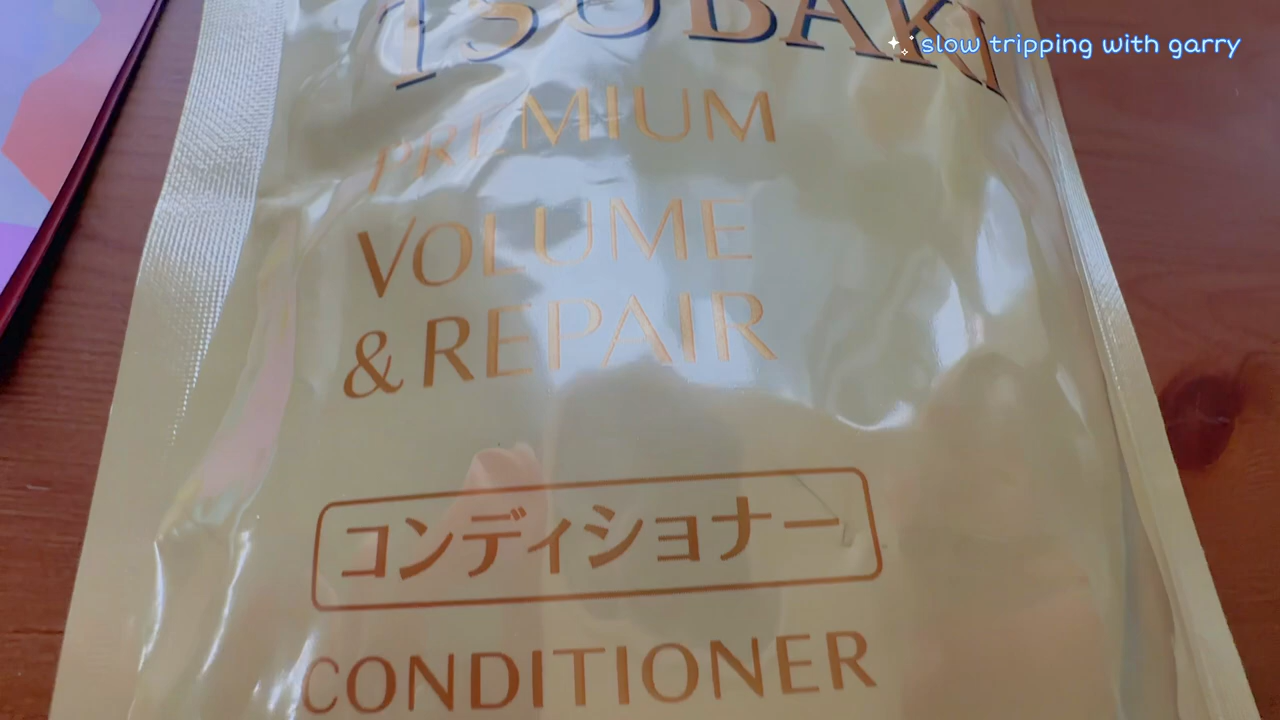 TSUBAKI
slow tripping with garry
PREMIUM
VOLUME
& REPAIR
コンディショナー
CONDITIONER